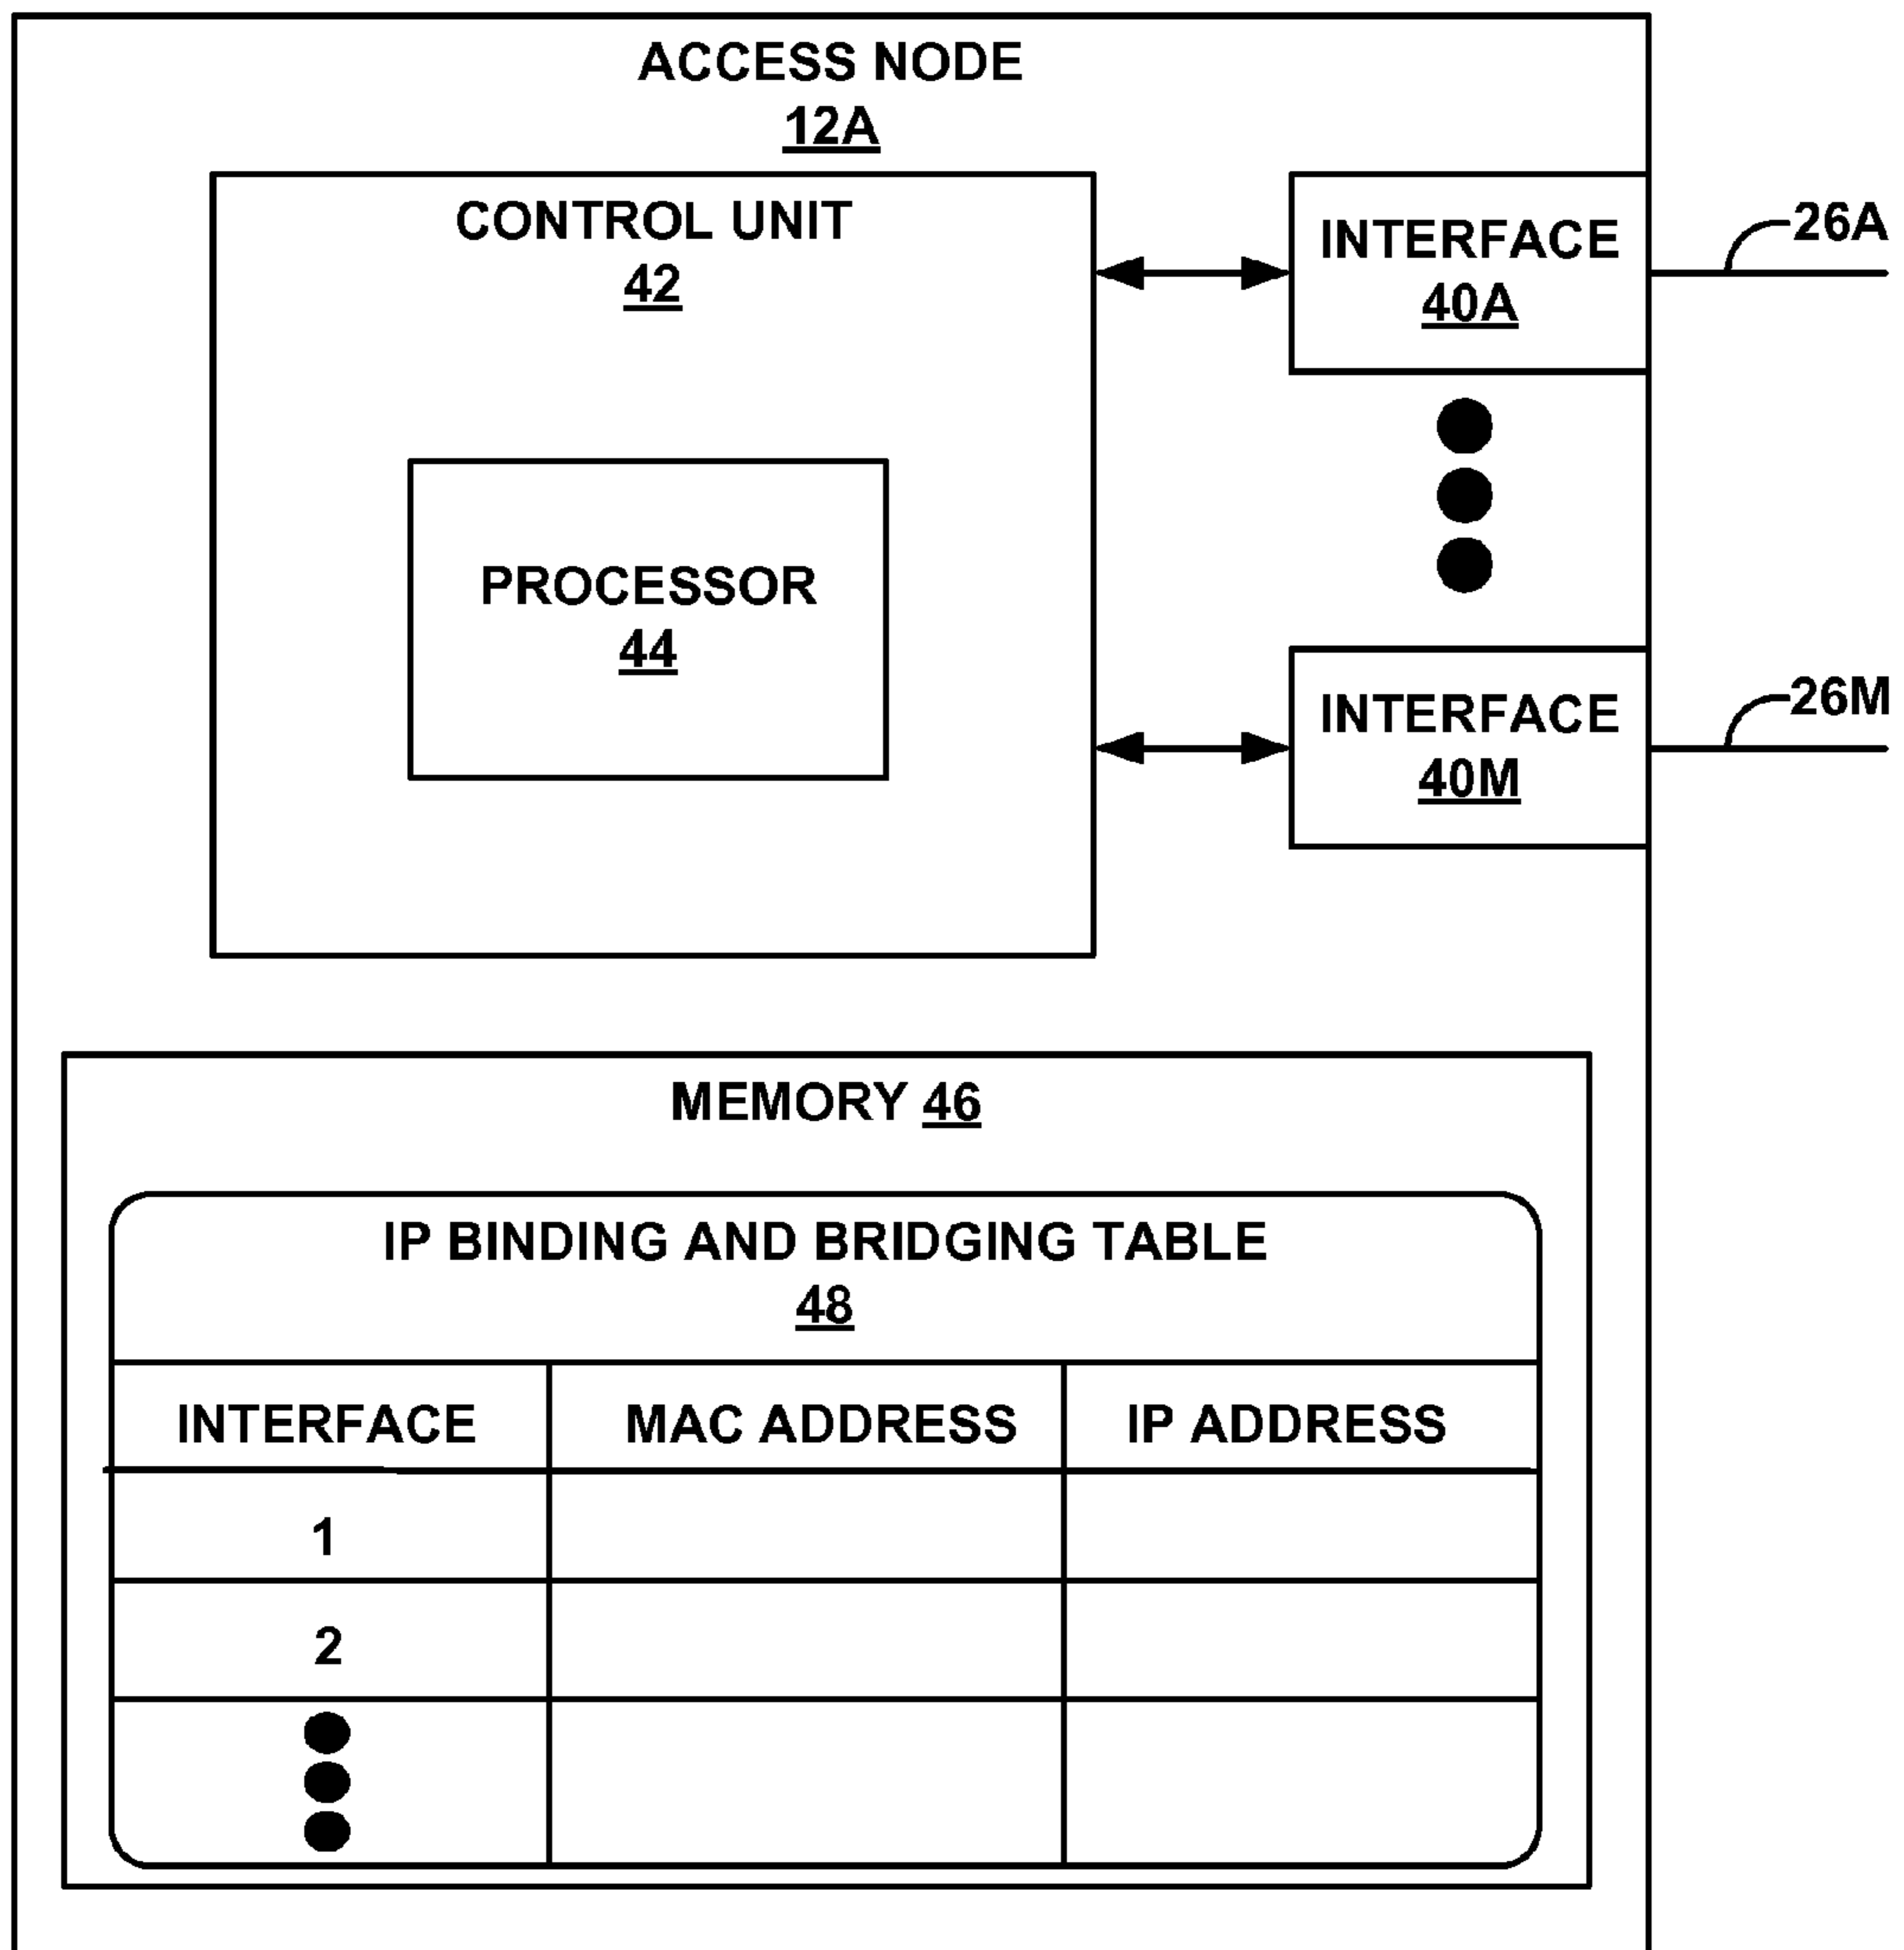 ACCESS NODE
12A
CONTROL UNIT
42
INTERFACE
40A
26A
PROCESSOR
44
INTERFACE
40M
26M
MEMORY 46
IP BINDING AND BRIDGING TABLE
48
INTERFACE MAC ADDRESS IP ADDRESS
1
2